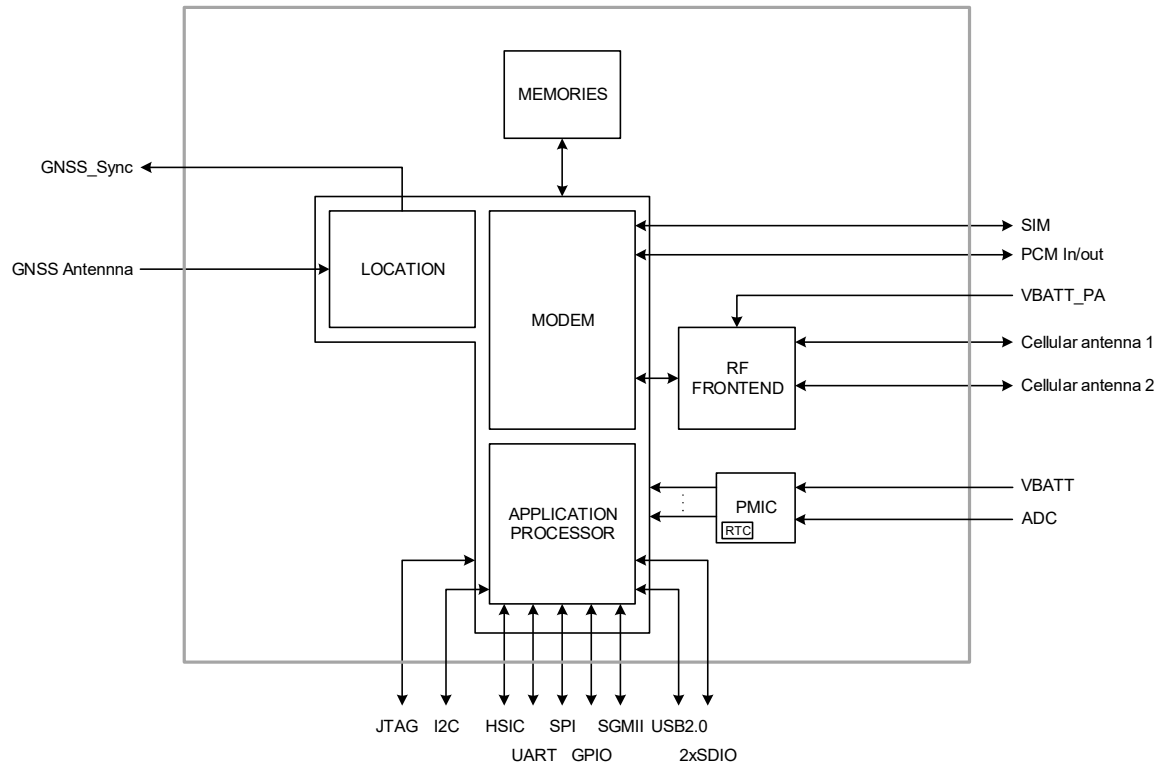 MEMORIES
GNSS_Sync
LOCATION
SIM
GNSS Antennna
PCM In/out
MODEM
VBATT_PA
RF
FRONTEND
Cellular antenna 1
Cellular antenna 2
APPLICATION
PROCESSOR
PMIC
RTC
VBATT
ADC
JTAG I2C HSIC SPI SGMII USB2.0
UART GPIO 2xSDIO